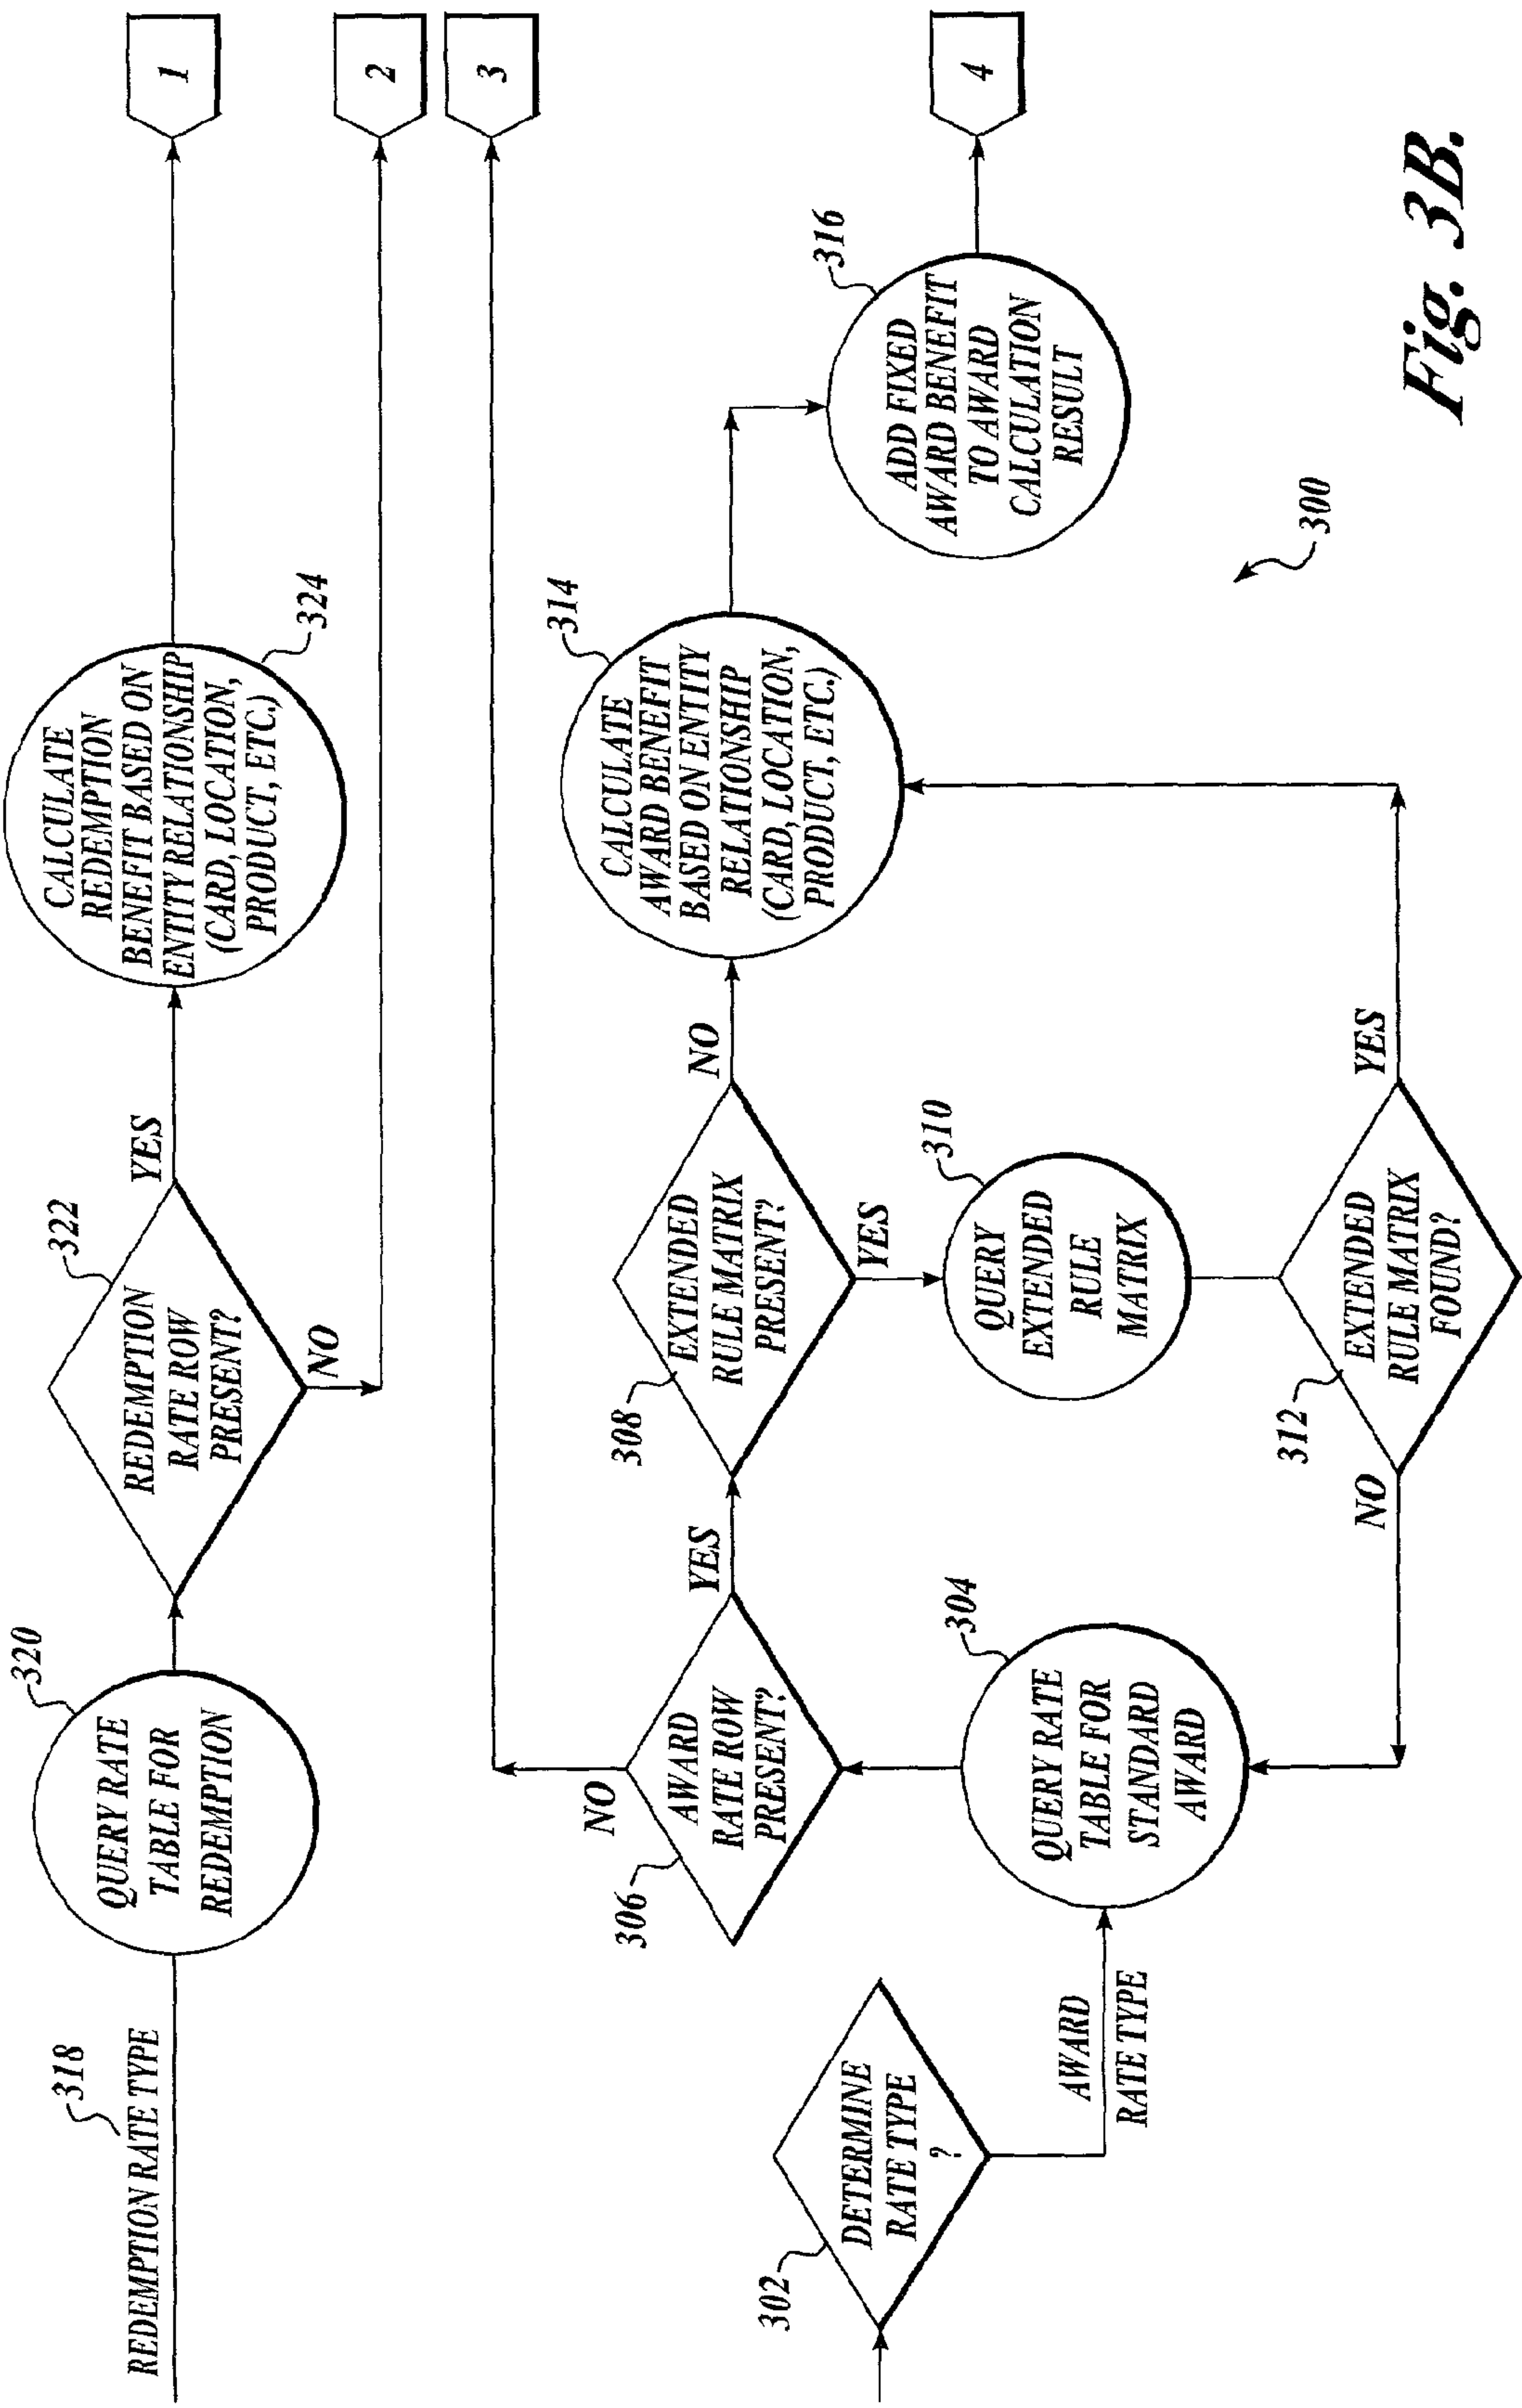 318
REDEMPTION RATE TYPE
320
QUERY RATE
TABLE FOR
REDEMPTION
322
REDEMPTION
RATE ROW
PRESENT?
YES
NO
CALCULATE
REDEMPTION
BENEFIT BASED ON
ENTITY RELATIONSHIP
(CARD, LOCATION,
PRODUCT, ETC.)
324
1
2
3
302
DETERMINE
RATE TYPE
?
AWARD
RATE TYPE
304
QUERY RATE
TABLE FOR
STANDARD
AWARD
306
AWARD
RATE ROW
PRESENT?
NO
YES
308
EXTENDED
RULE MATRIX
PRESENT?
NO
YES
310
QUERY
EXTENDED
RULE
MATRIX
312
EXTENDED
RULE MATRIX
FOUND?
NO
YES
314
CALCULATE
AWARD BENEFIT
BASED ON ENTITY
RELATIONSHIP
(CARD, LOCATION,
PRODUCT, ETC.)
316
ADD FIXED
AWARD BENEFIT
TO AWARD
CALCULATION
RESULT
4
300
Fig. 3B.